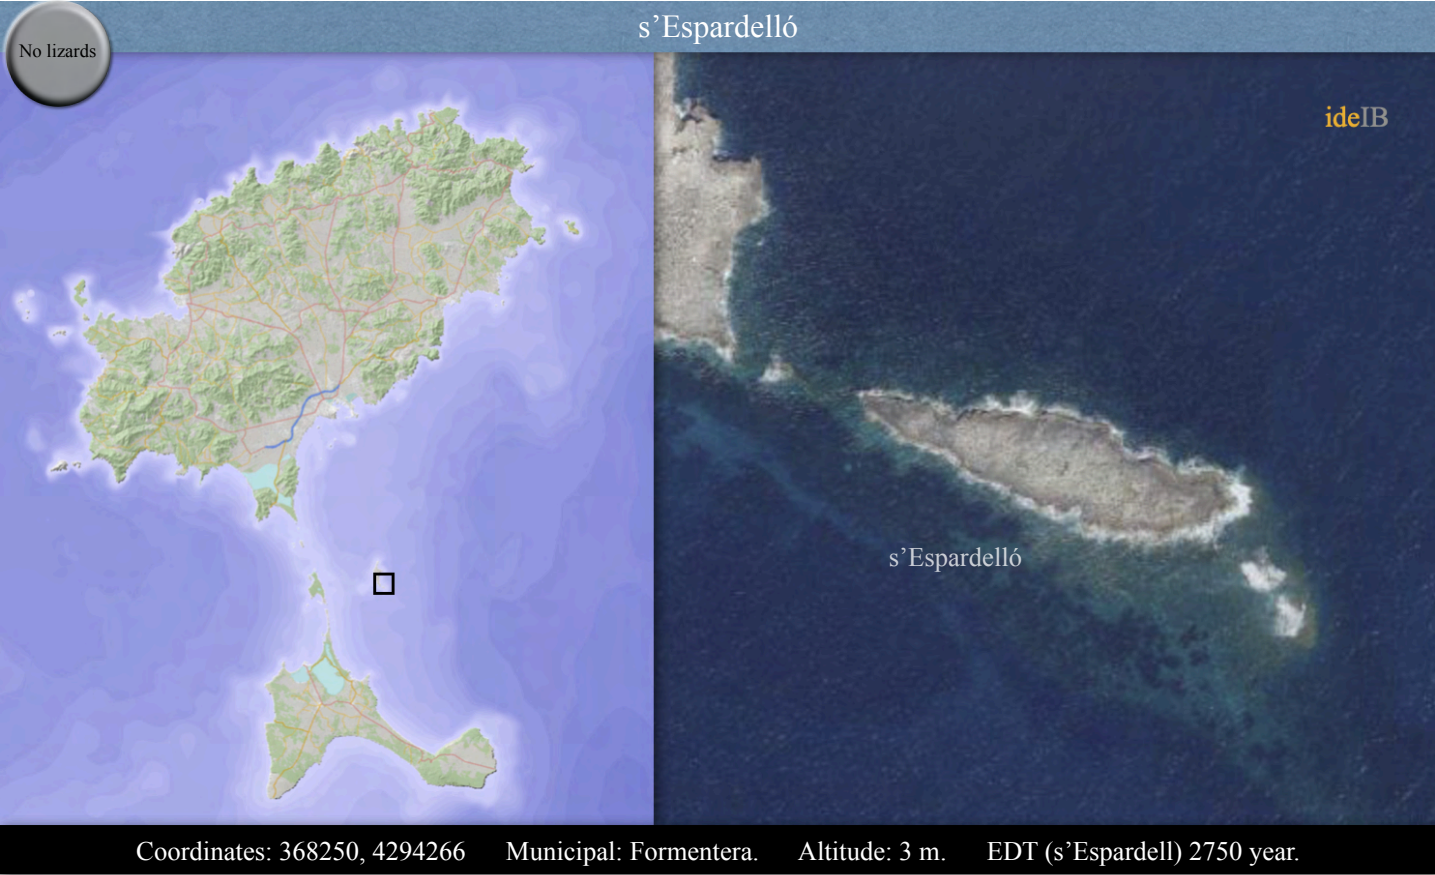 s’Espardelló
No lizards
ideIB
s’Espardelló
Coordinates: 368250, 4294266 Municipal: Formentera. Altitude: 3 m. EDT (s’Espardell) 2750 year.